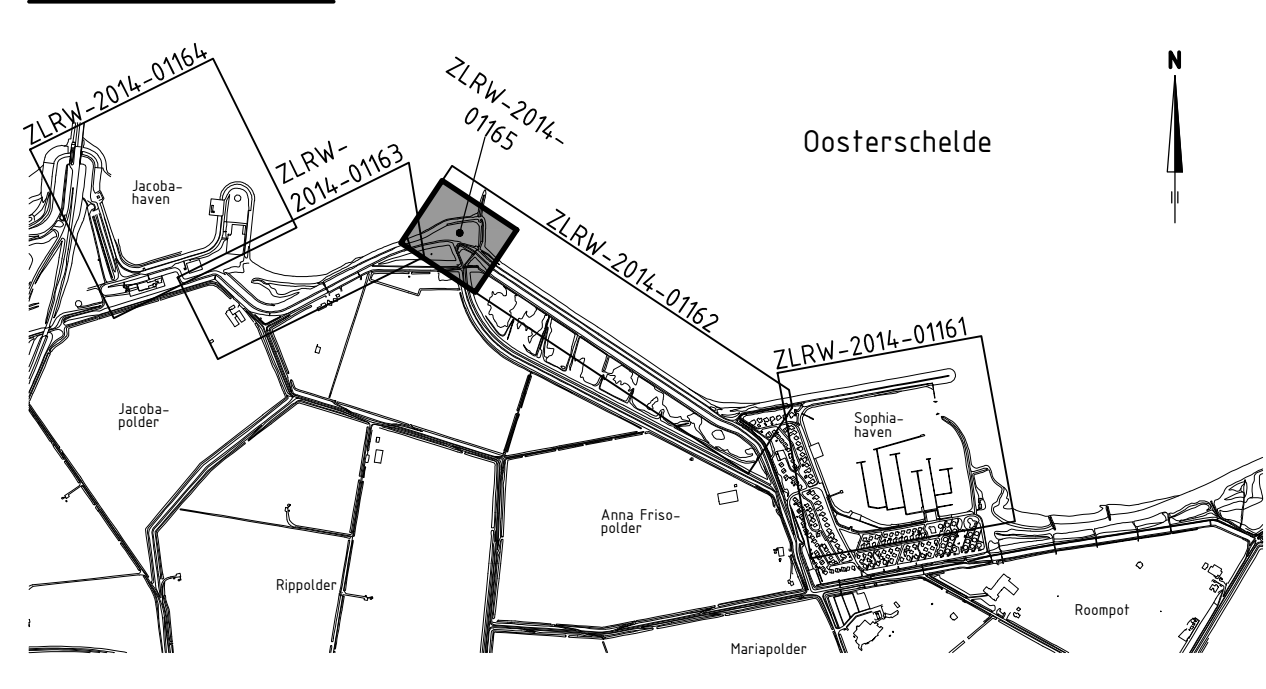 ZLRW-2014-01164
ZLRW-2014-
01165
N
Oosterschelde
ZLRW-
2014-01163
Jacoba-
haven
ZLRW-2014-01162
ZLRW-2014-01161
Jacoba-
polder
Sophia-
haven
Anna Friso-
polder
Rippolder
Roompot
Mariapolder